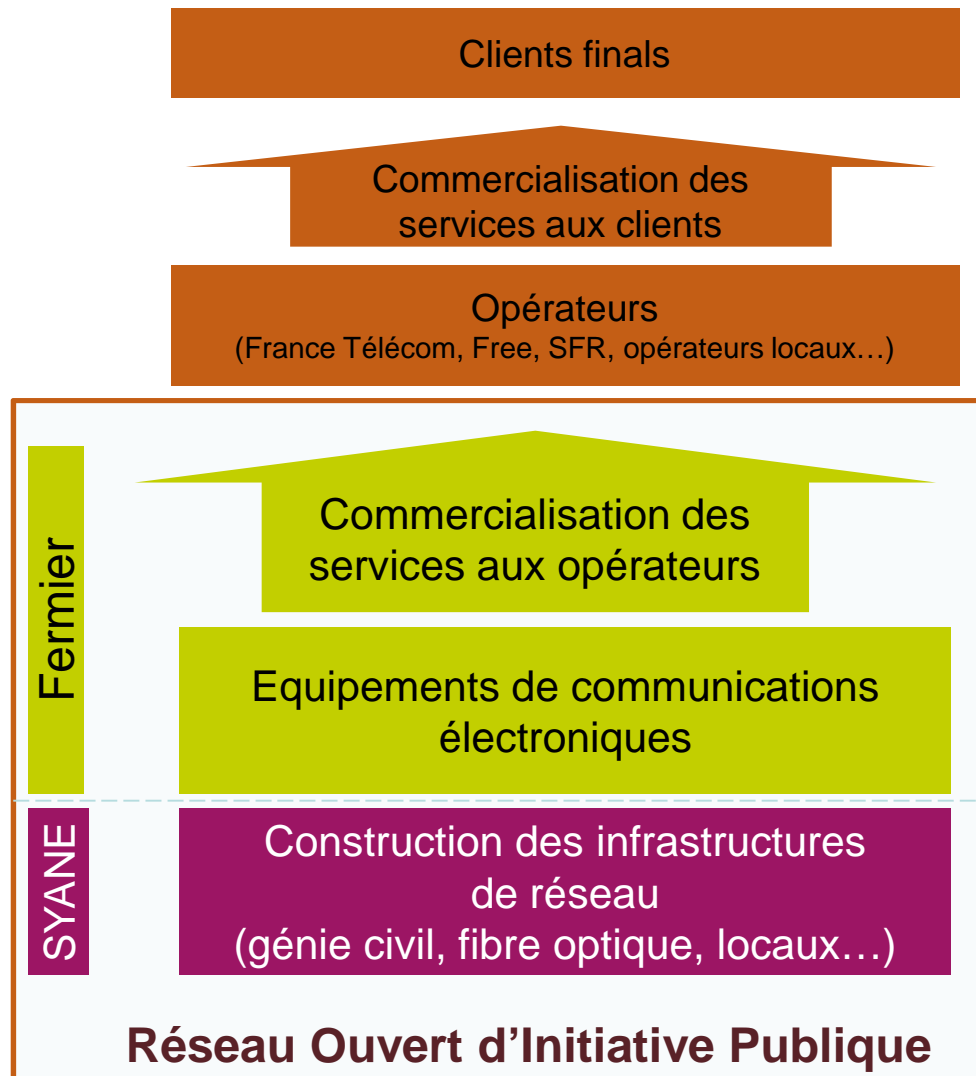 Clients finals
Commercialisation des
services aux clients
Opérateurs
(France Télécom, Free, SFR, opérateurs locaux…)
Fermier
Commercialisation des
services aux opérateurs
Equipements de communications
électroniques
SYANE
Construction des infrastructures
de réseau
(génie civil, fibre optique, locaux…)
Réseau Ouvert d’Initiative Publique